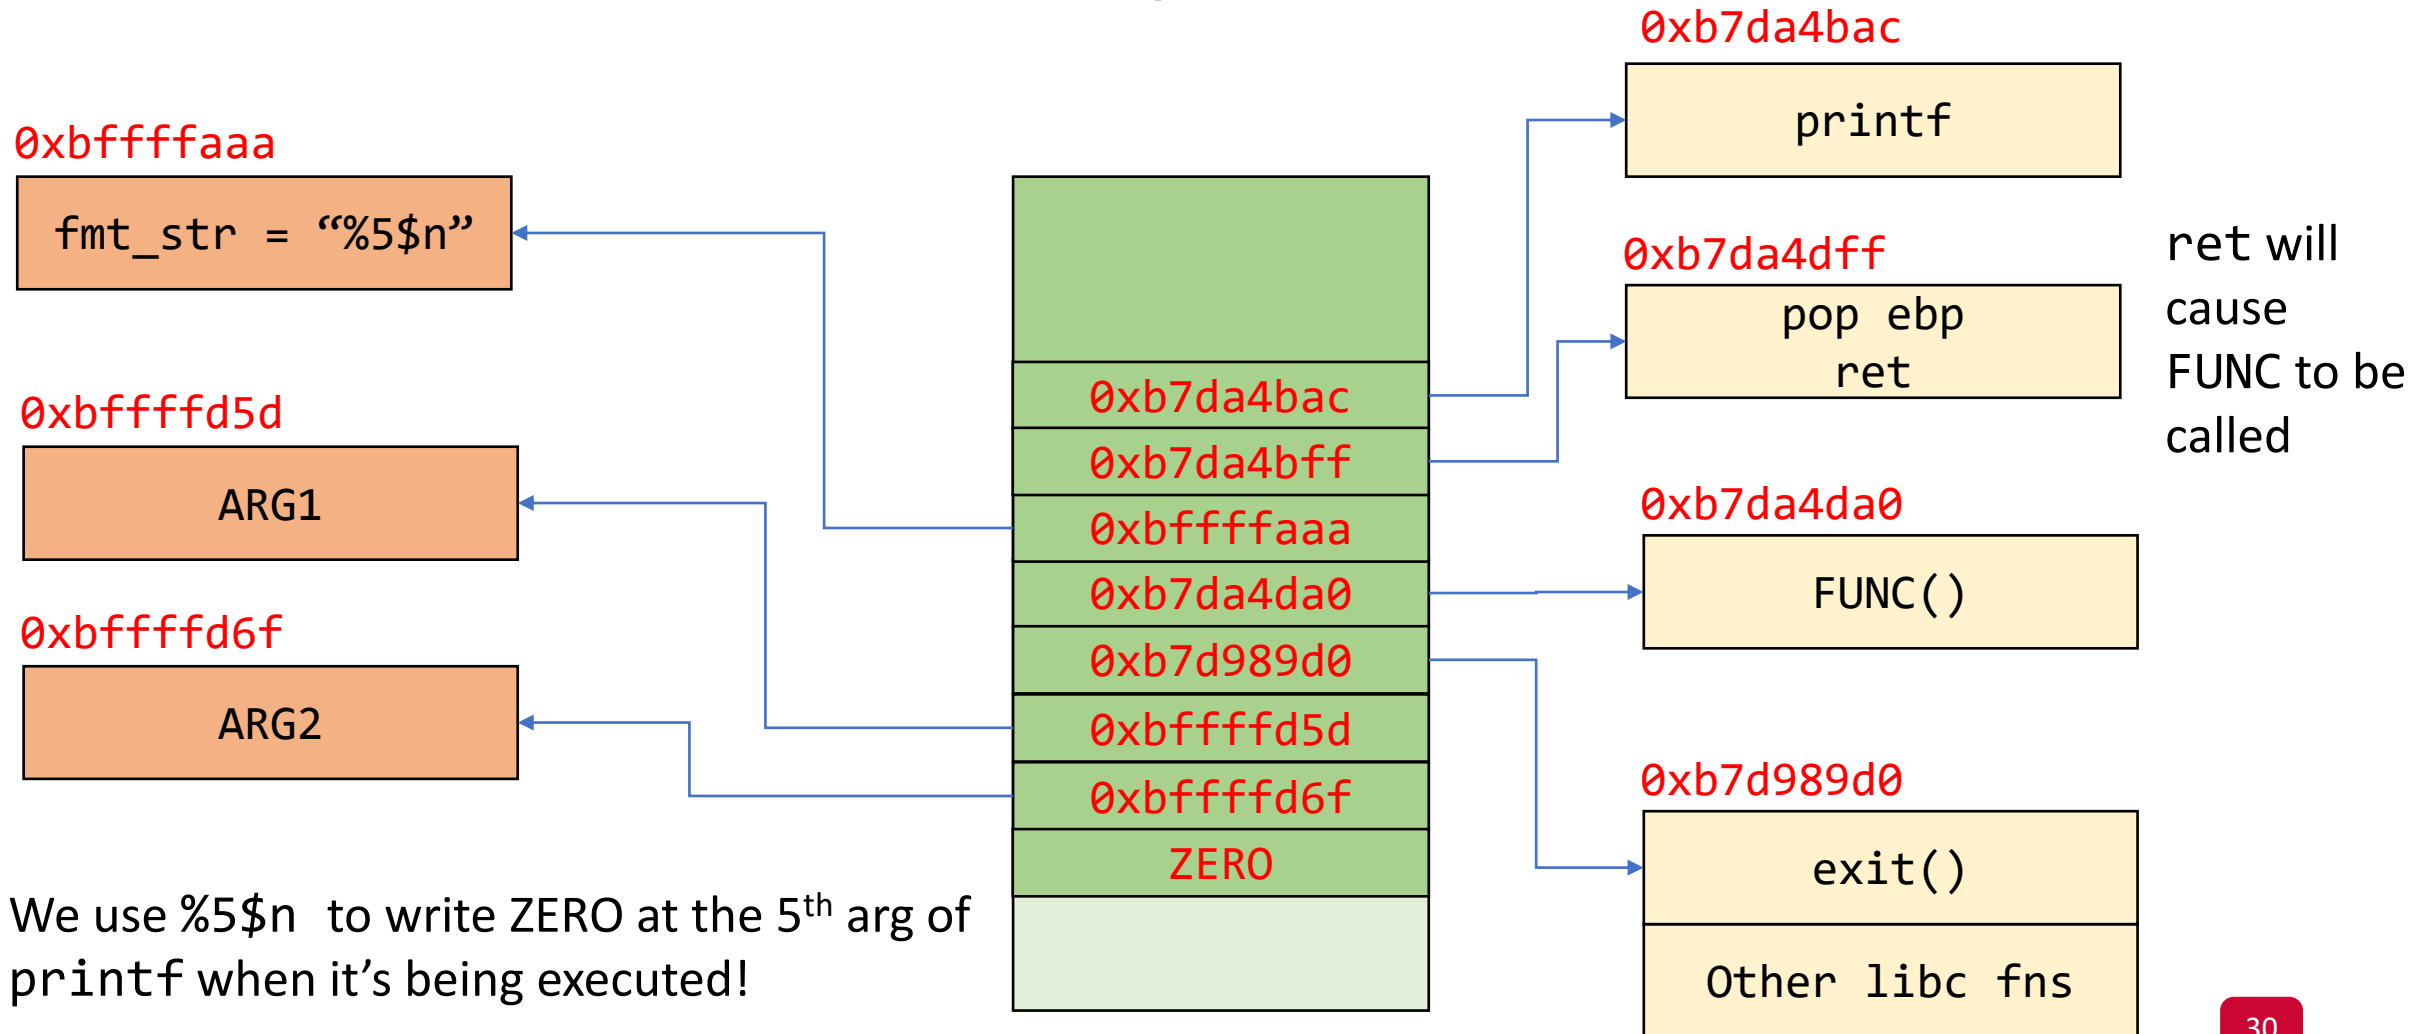 0xb7da4bac
printf
0xbffffaaa
fmt_str = “%5$n”
0xb7da4dff
pop ebp
ret
ret will
cause
FUNC to be
called
0xb7da4bac
0xb7da4bff
0xbffffaaa
0xb7da4da0
0xb7d989d0
0xbffffd5d
0xbffffd6f
ZERO
0xbffffd5d
ARG1
0xbffffd6f
ARG2
0xb7da4da0
FUNC()
0xb7d989d0
exit()
Other libc fns
We use %5$n to write ZERO at the 5th arg of
printf when it’s being executed!
30